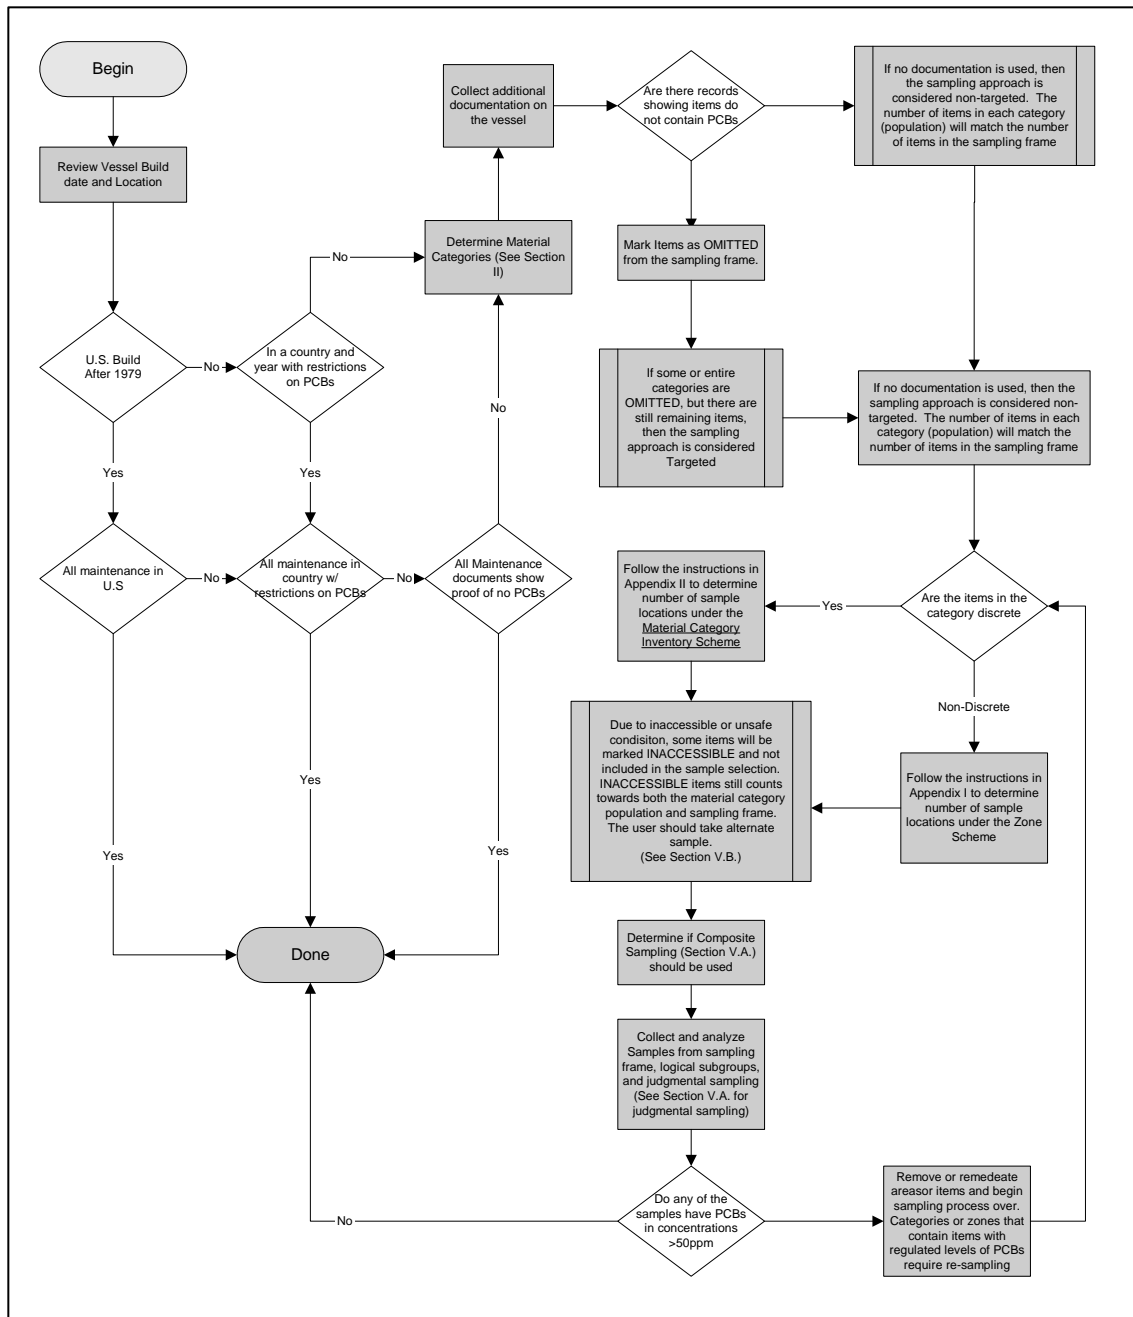 Begin
Review Vessel Build
date and Location
U.S. Build
After 1979
No
In a country and
year with restrictions
on PCBs
No
Determine Material
Categories (See Section
II)
Collect additional
documentation on
the vessel
Are there records
showing items do
not contain PCBs
If no documentation is used, then
the sampling approach is
considered non-targeted.  The
number of items in each category
(population) will match the number
of items in the sampling frame
Mark Items as OMITTED
from the sampling frame.
If some or entire
categories are
OMITTED, but there are
still remaining items,
then the sampling
approach is considered
Targeted
If no documentation is used, then the
sampling approach is considered non-
targeted.  The number of items in each
category (population) will match the
number of items in the sampling frame
Yes
Yes
No
All maintenance in
U.S
No
All maintenance in
country w/
restrictions on PCBs
No
All Maintenance
documents show
proof of no PCBs
Yes
Yes
Yes
Done
Are the items in the
category discrete
Yes
Follow the instructions in
Appendix II to determine
number of sample
locations under the
Material Category
Inventory Scheme
Non-Discrete
Follow the instructions in
Appendix I to determine
number of sample
locations under the Zone
Scheme
Due to inaccessible or unsafe
condisiton, some items will be
marked INACCESSIBLE and not
included in the sample selection.
INACCESSIBLE items still counts
towards both the material category
population and sampling frame.
The user should take alternate
sample.
(See Section V.B.)
Determine if Composite
Sampling (Section V.A.)
should be used
Collect and analyze
Samples from sampling
frame, logical subgroups,
and judgmental sampling
(See Section V.A. for
judgmental sampling)
Do any of the
samples have PCBs
in concentrations
>50ppm
No
Remove or remedeate
areasor items and begin
sampling process over.
Categories or zones that
contain items with
regulated levels of PCBs
require re-sampling